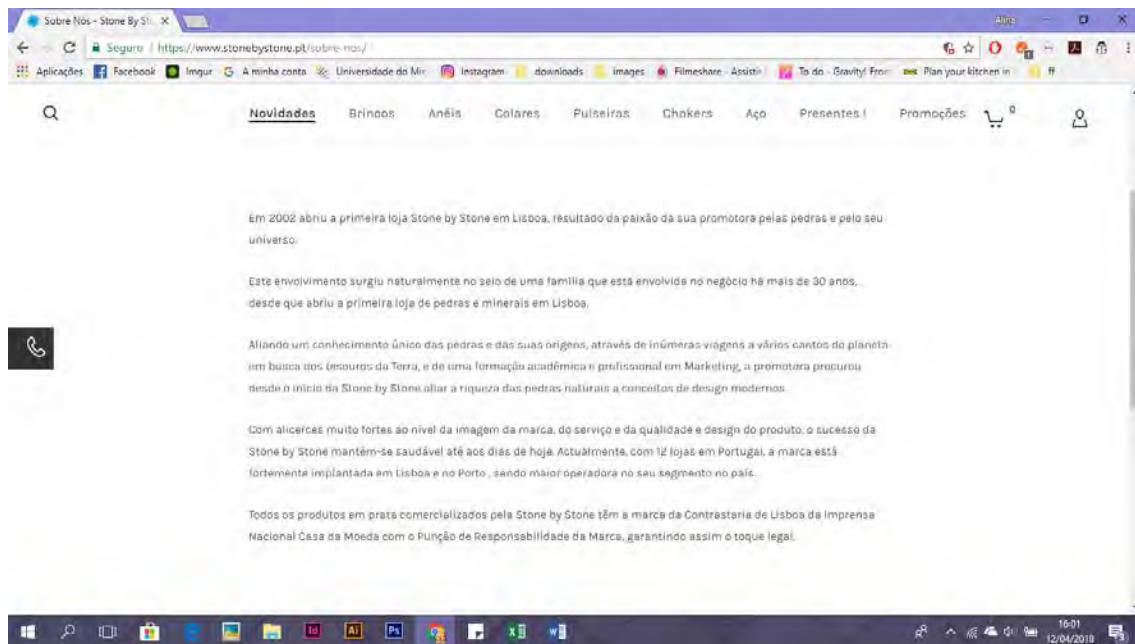 Sobre Nós - Stone By St
Aline
Seguro | https://www.stonebystone.pt/sobre-nos/
Aplicações Facebook Imgur A minha conta Universidade do Min Instagram downloads images Filmeshare - Assistir To do - Gravity! Fron Plan your kitchen in
Novidades Brincos Anéis Colares Pulseiras Chokers Aço Presentes! Promoções 0
Em 2002 abriu a primeira loja Stone by Stone em Lisboa, resultado da paixão da sua promotora pelas pedras e pelo seu
universo.
Este envolvimento surgiu naturalmente no seio de uma família que está envolvida no negócio há mais de 30 anos,
desde que abriu a primeira loja de pedras e minerais em Lisboa.
Aliando um conhecimento único das pedras e das suas origens, através de inúmeras viagens a vários cantos do planeta
em busca dos tesouros da Terra, e de uma formação académica e profissional em Marketing, a promotora procurou
desde o início da Stone by Stone aliar a riqueza das pedras naturais a conceitos de design modernos.
Com alicerces muito fortes ao nível da imagem da marca, do serviço e da qualidade e design do produto, o sucesso da
Stone by Stone mantém-se saudável até aos dias de hoje. Actualmente, com 12 lojas em Portugal, a marca está
fortemente implantada em Lisboa e no Porto , sendo maior operadora no seu segmento no país.
Todos os produtos em prata comercializados pela Stone by Stone têm a marca da Contrastaria de Lisboa da Imprensa
Nacional Casa da Moeda com o Punção de Responsabilidade da Marca, garantindo assim o toque legal.
Id Ai Ps
16:01
12/04/2018